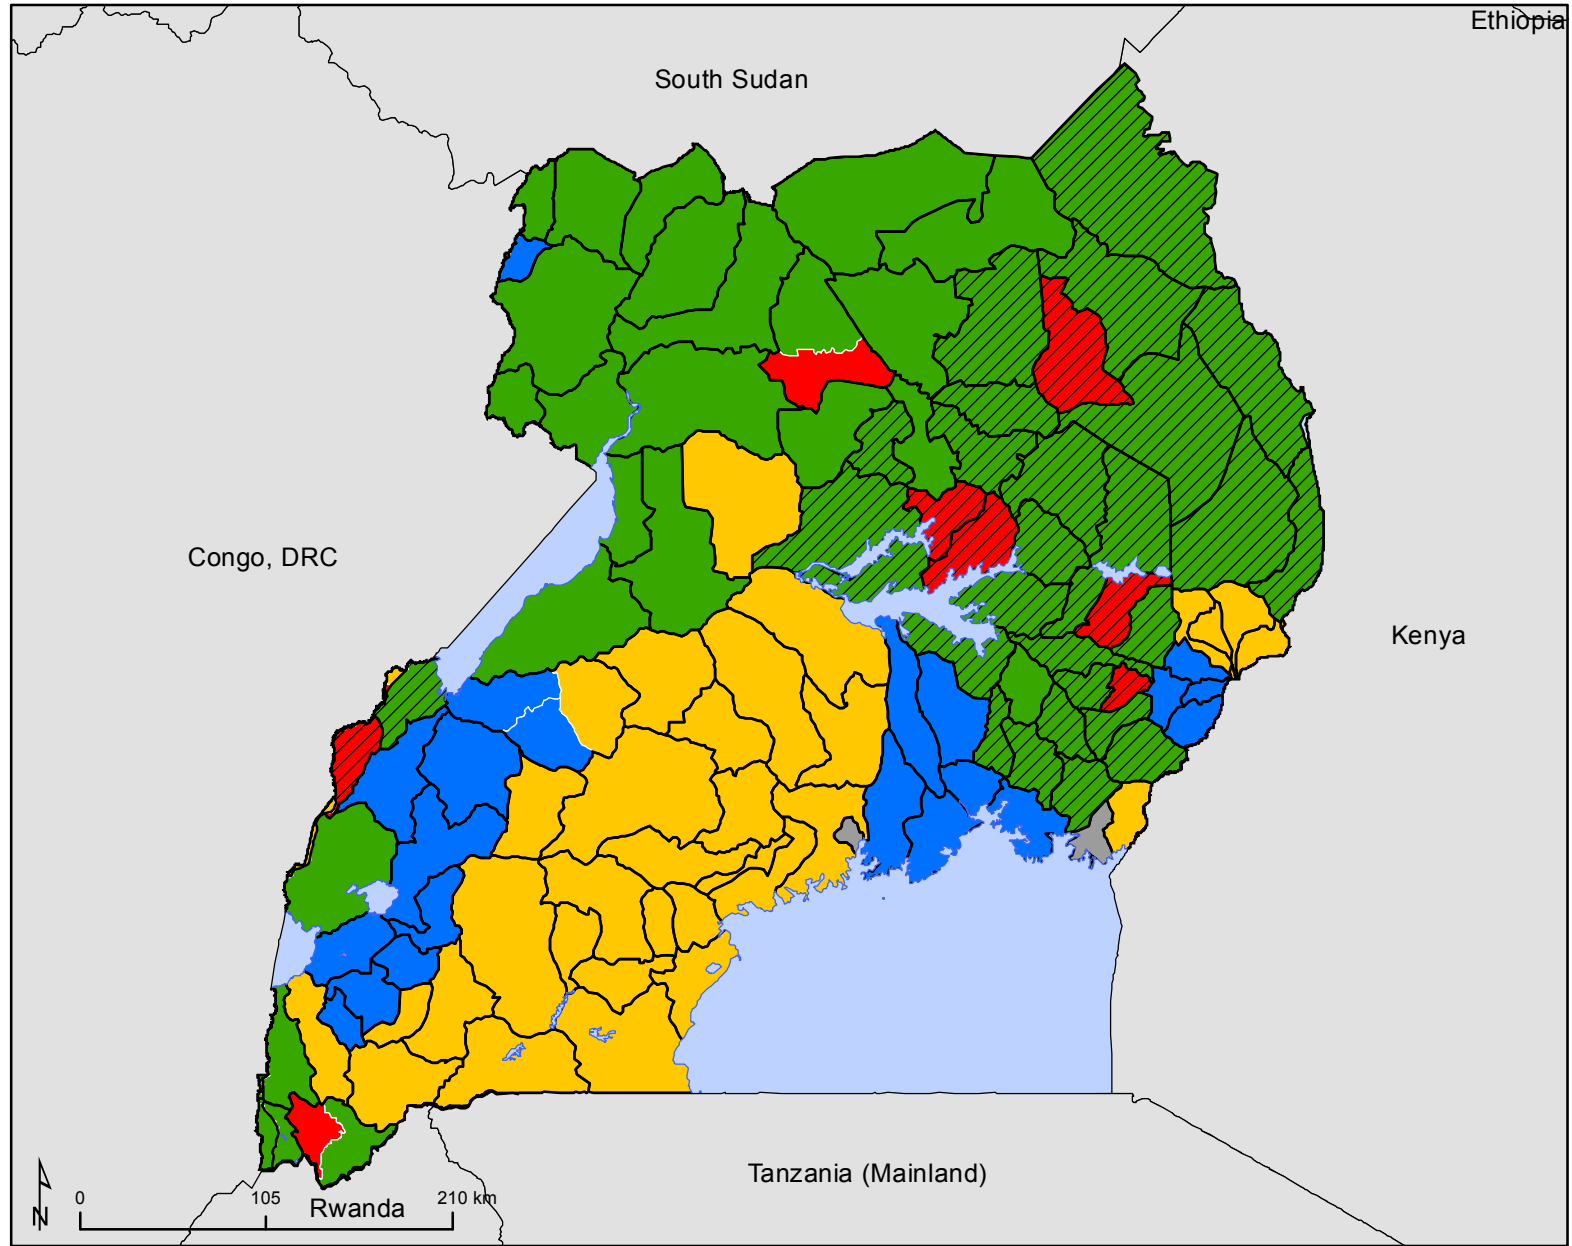 Ethiopia
South Sudan
Congo, DRC
Kenya
Tanzania (Mainland)
N
0 105 210 km
Rwanda